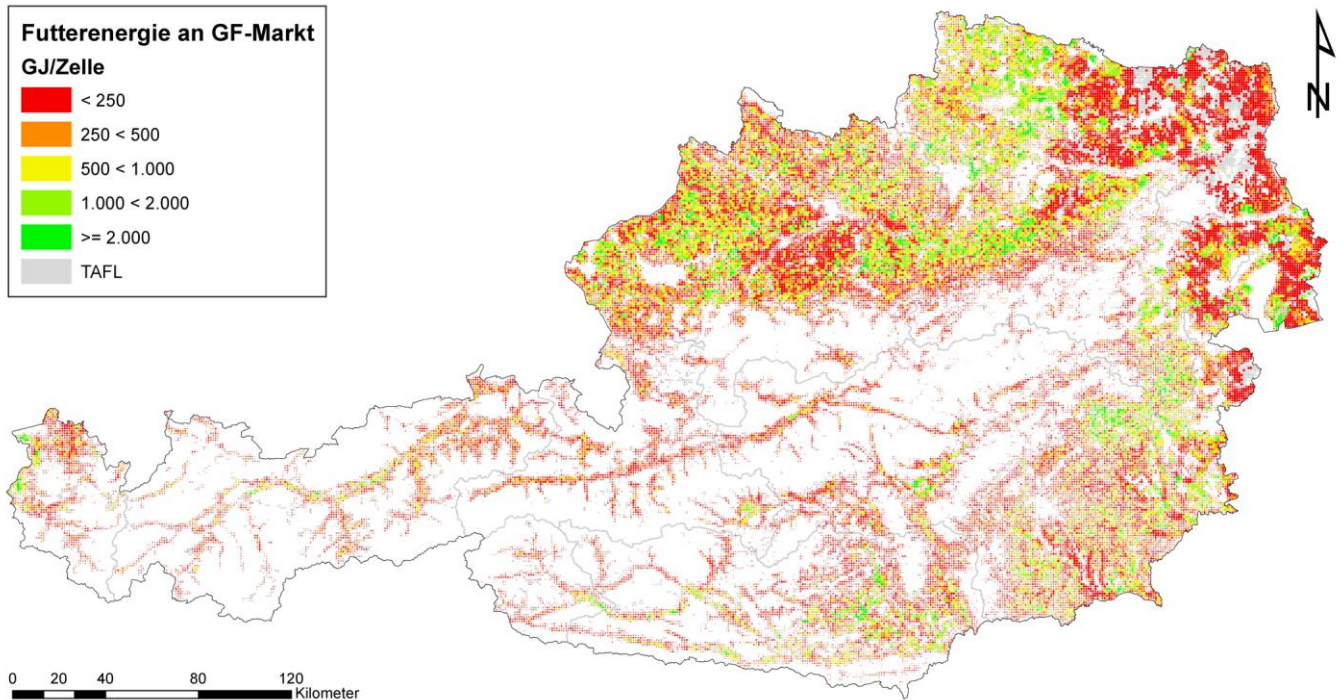 Futterenergie an GF-Markt
GJ/Zelle
< 250
250 < 500
500 < 1.000
1.000 < 2.000
>= 2.000
TAFL
N
0 20 40 80 120
Kilometer